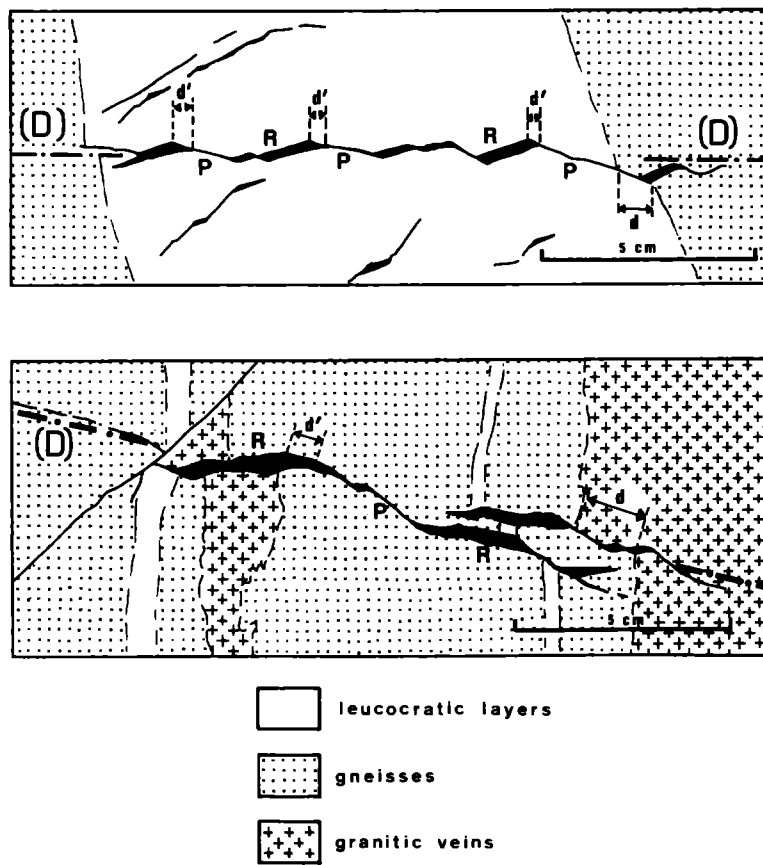 d' d' d'
(D) R R (D)
P P P
d
5 cm
(D) R d' d
P
R
5 cm
leucocratic layers
gneisses
granitic veins